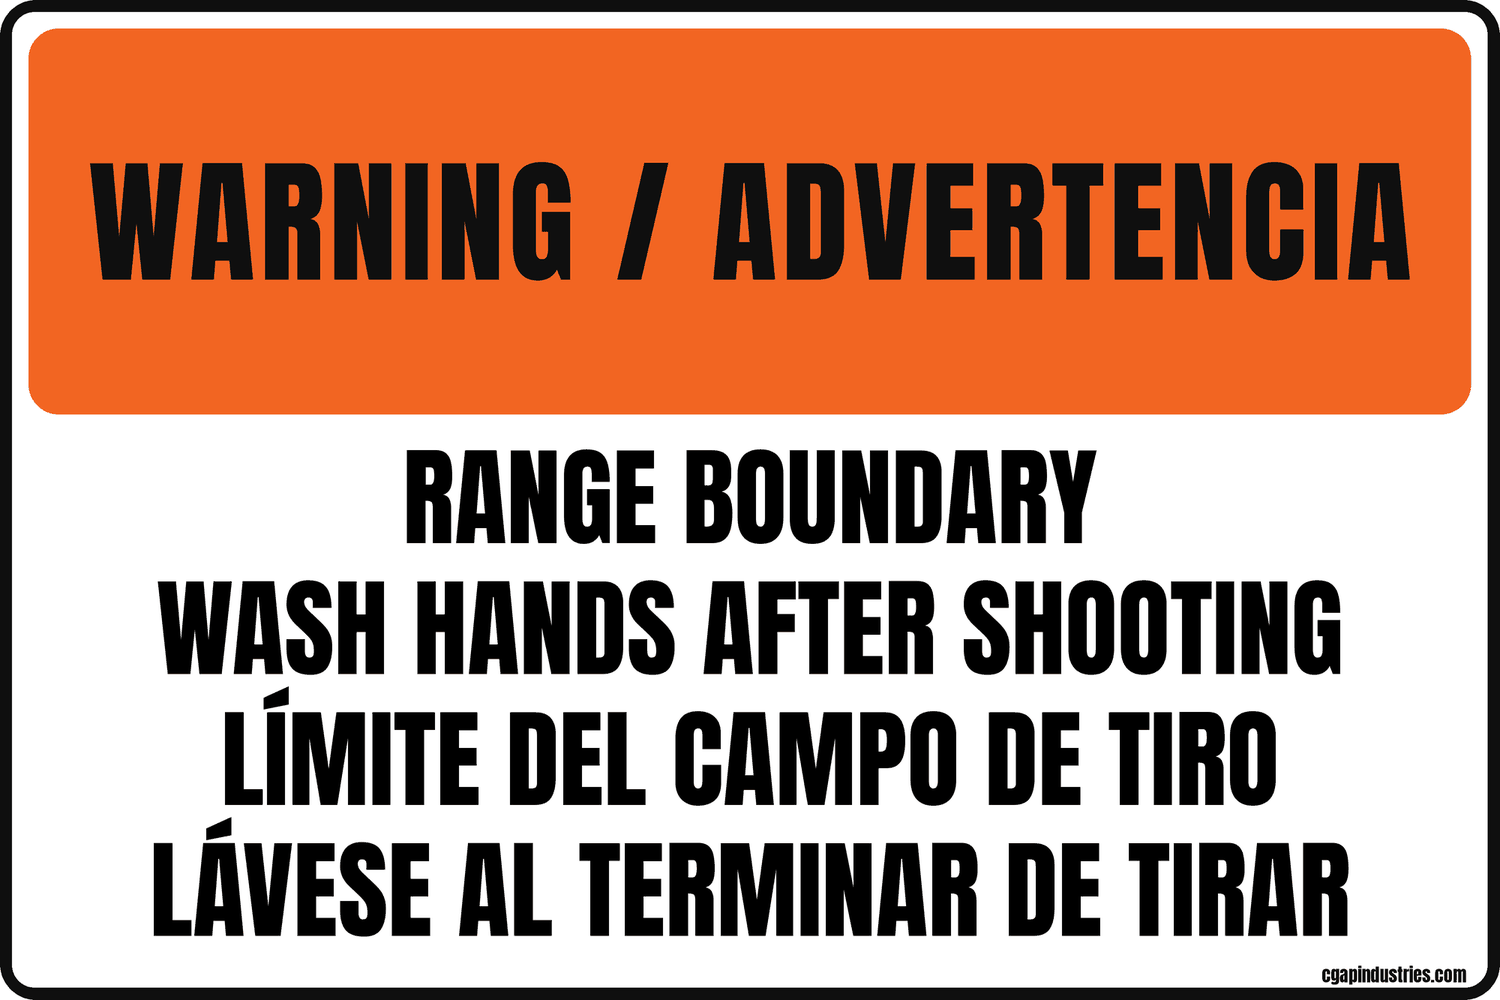 WARNING / ADVERTENCIA
RANGE BOUNDARY
WASH HANDS AFTER SHOOTING
LÍMITE DEL CAMPO DE TIRO
LÁVESE AL TERMINAR DE TIRAR
cgapindustries.com